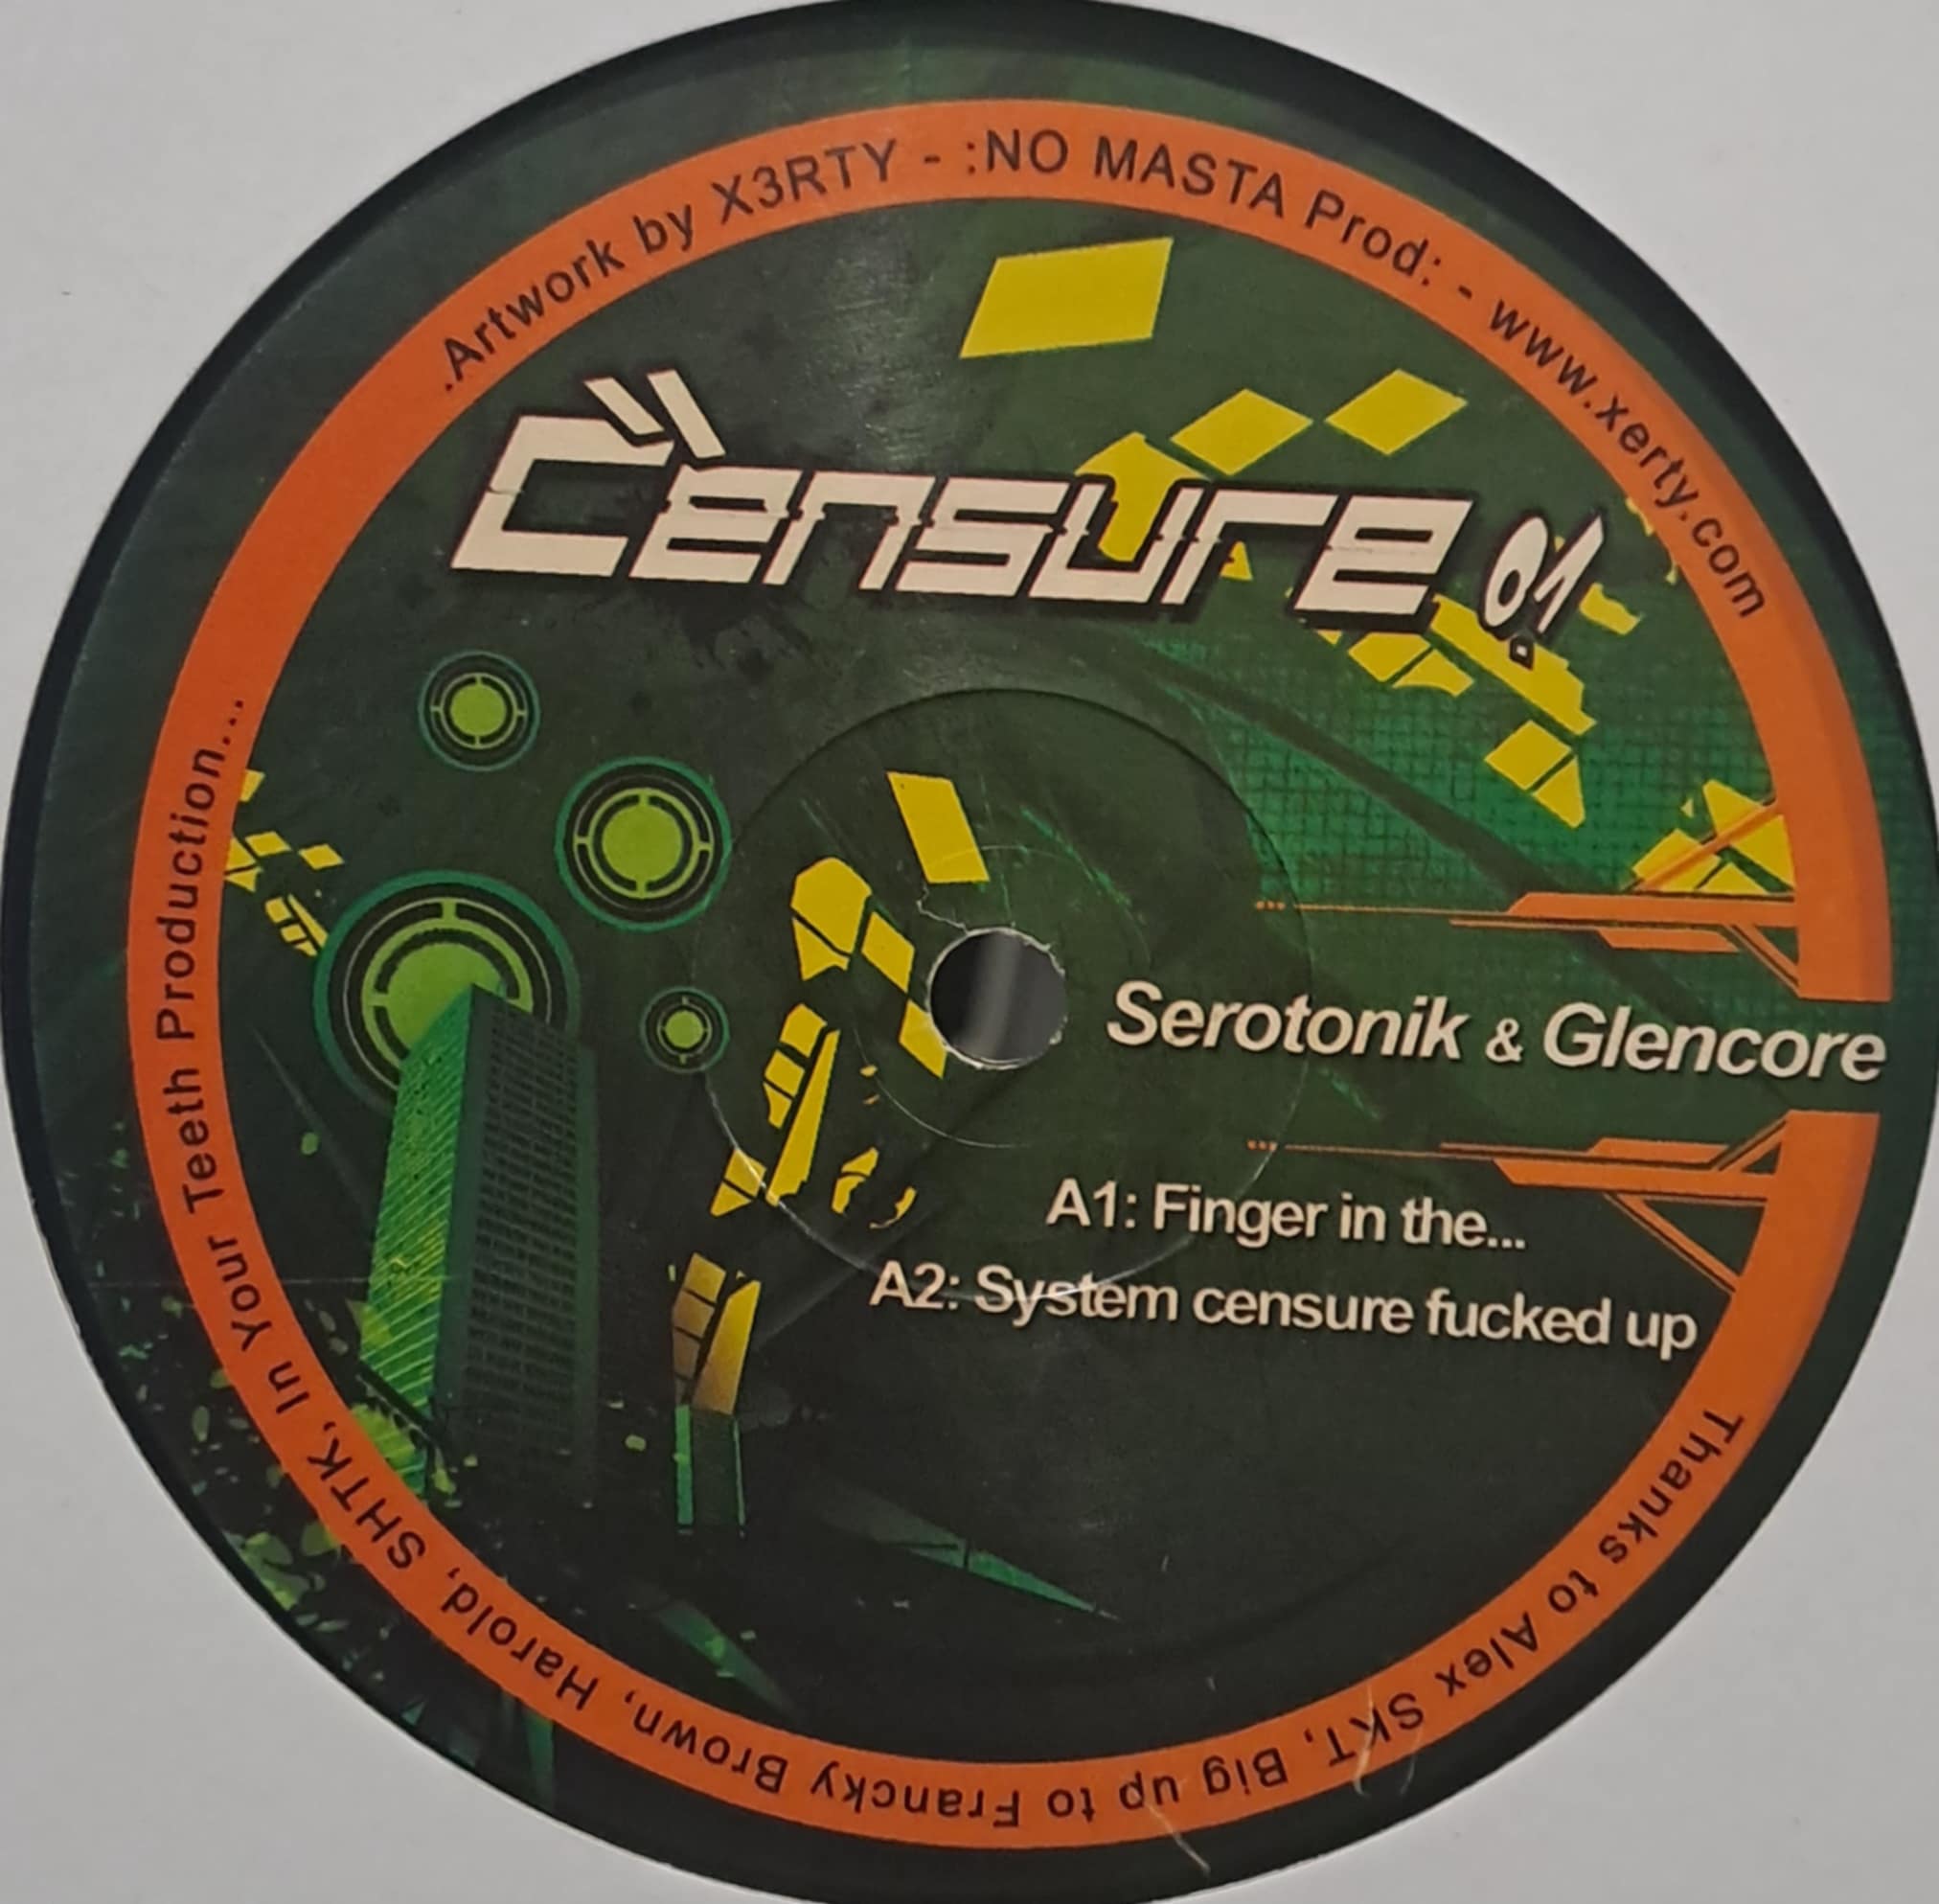 .Artwork by X3RTY - :NO MASTA Prod: - www.xerty.com
Censure 01
Serotonik & Glencore
A1: Finger in the...
A2: System censure fucked up
Thanks to Alex SKT, Big up to Francky Brown, Harold, SHTK, In Your Teeth Production...